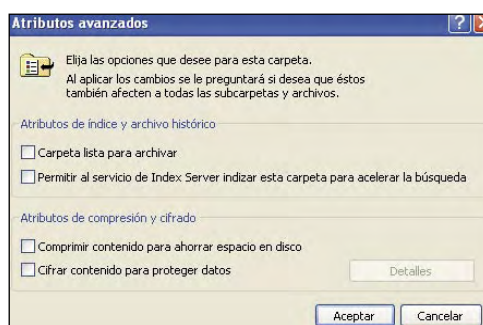 Atributos avanzados
Elija las opciones que desee para esta carpeta.
Al aplicar los cambios se le preguntará si desea que éstos
también afecten a todas las subcarpetas y archivos.
Atributos de índice y archivo histórico
Carpeta lista para archivar
Permitir al servicio de Index Server indizar esta carpeta para acelerar la búsqueda
Atributos de compresión y cifrado
Comprimir contenido para ahorrar espacio en disco
Cifrar contenido para proteger datos
Detalles
Aceptar Cancelar